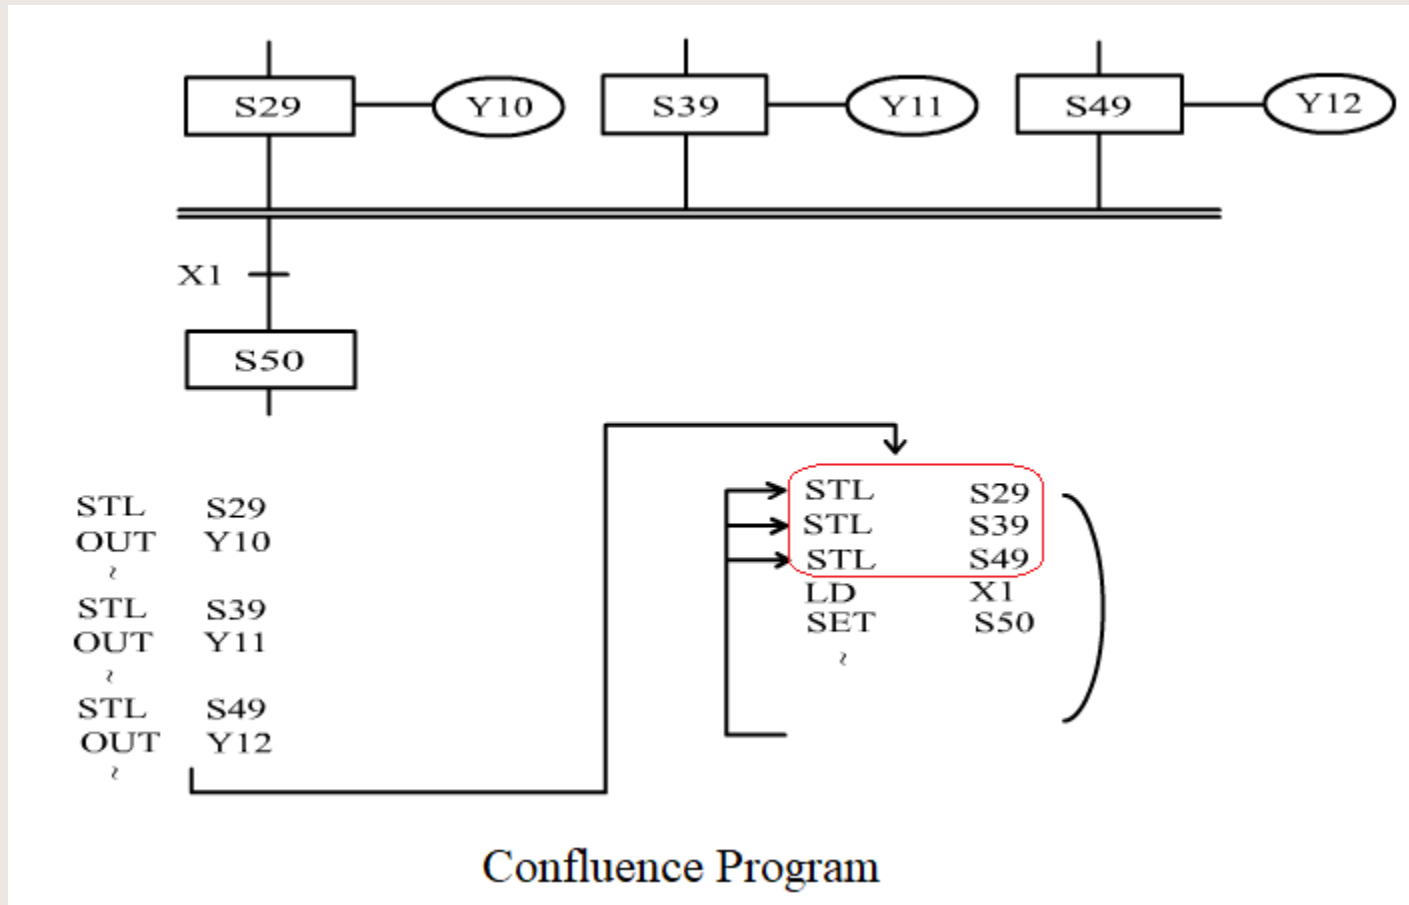 S29 Y10 S39 Y11 S49 Y12
X1
S50
STL S29
OUT Y10
~
STL S39
OUT Y11
~
STL S49
OUT Y12
~
STL S29
STL S39
STL S49
LD X1
SET S50
~
Confluence Program